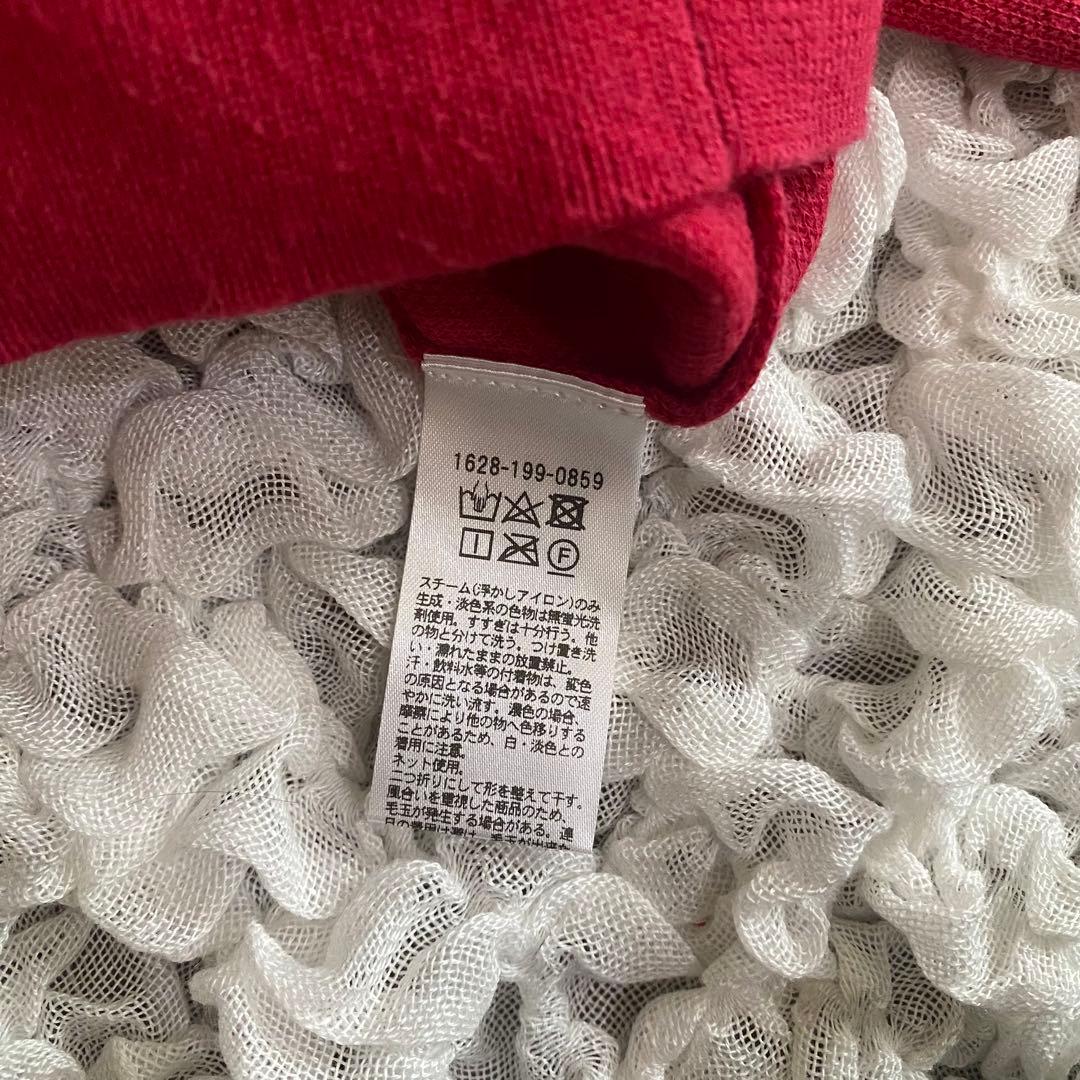 1628-199-0859
F
スチーム(浮かしアイロン)のみ
生成・淡色系の色物は無蛍光洗
剤使用。すすぎは十分行う。他
の物と分けて洗う。つけ置き洗
い・濡れたままの放置禁止。
汗・飲料水等の付着物は、変色
の原因となる場合があるので速
やかに洗い流す。濃色の場合、
摩擦により他の物へ色移りする
ことがあるため、白・淡色との
着用に注意。
ネット使用。
二つ折りにして形を整えて干す。
風合いを重視した商品のため、
毛玉が発生する場合がある。連